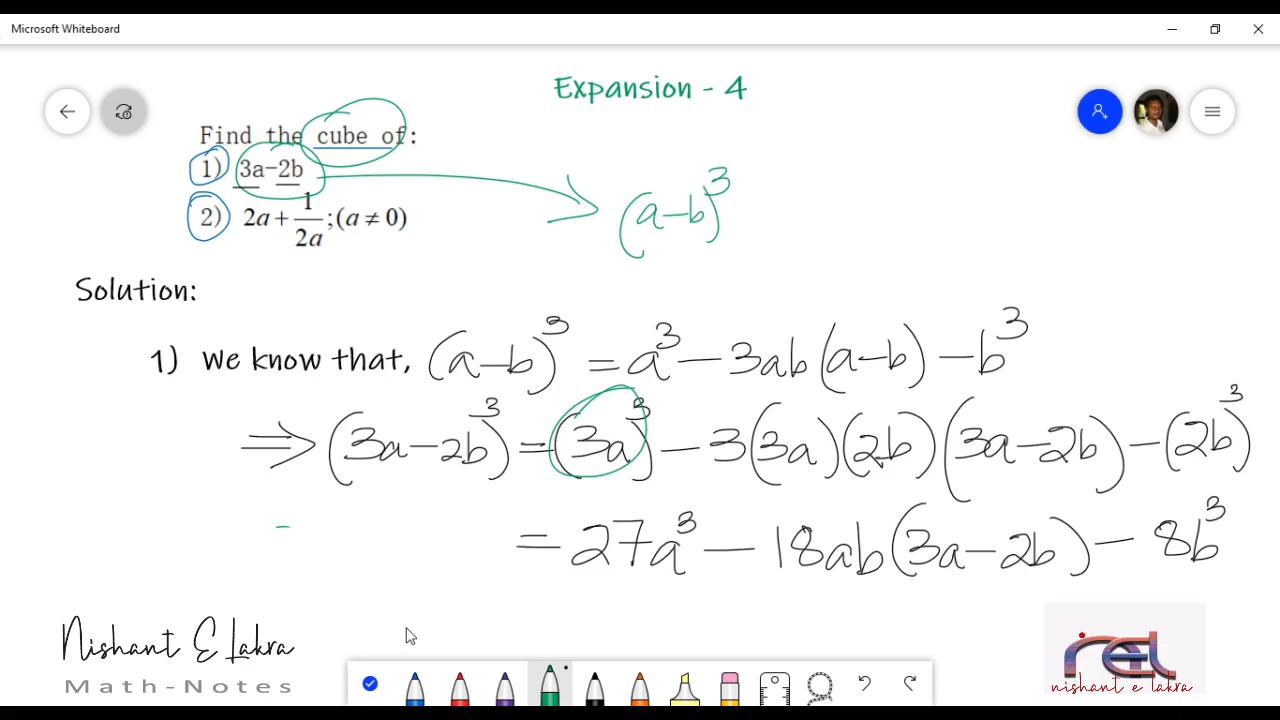 Microsoft Whiteboard
Expansion - 4
Find the cube of:
1) 3a-2b
(a-b)³
2) 2a + 1/2a ;(a ≠ 0)
Solution:
1) We know that, (a-b)³ = a³ - 3ab(a-b) - b³
⇒ (3a-2b)³ = (3a)³ - 3(3a)(2b)(3a-2b) - (2b)³
= 27a³ - 18ab(3a-2b) - 8b³
Nishant E Lakra
Math-Notes
nel
nishant e lakra